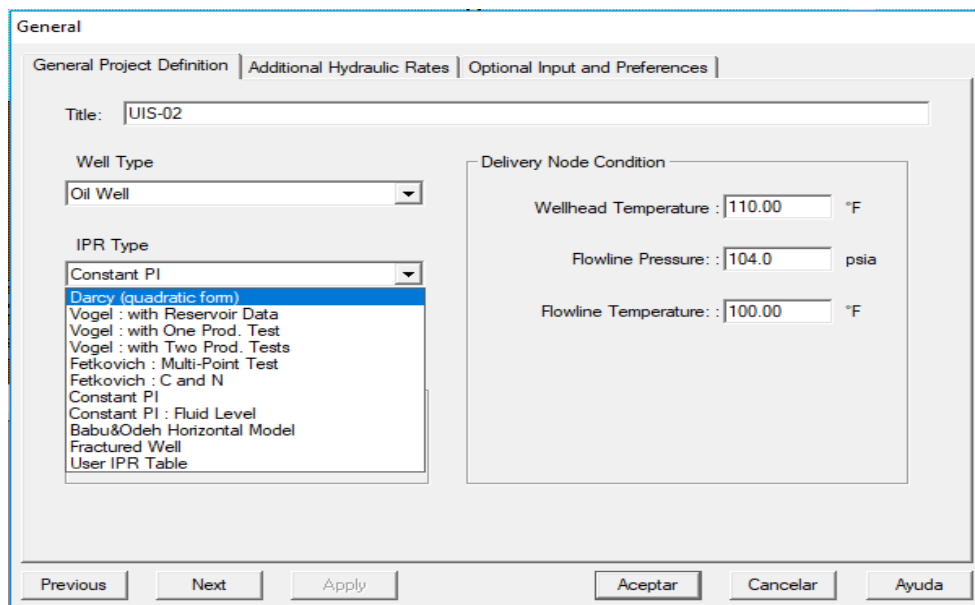 General
General Project Definition
Additional Hydraulic Rates
Optional Input and Preferences
Title: UIS-02
Well Type
Oil Well
IPR Type
Constant PI
Darcy (quadratic form)
Vogel : with Reservoir Data
Vogel : with One Prod. Test
Vogel : with Two Prod. Tests
Fetkovich : Multi-Point Test
Fetkovich : C and N
Constant PI
Constant PI : Fluid Level
Babu&Odeh Horizontal Model
Fractured Well
User IPR Table
Delivery Node Condition
Wellhead Temperature : 110.00 °F
Flowline Pressure: : 104.0 psia
Flowline Temperature: : 100.00 °F
Previous
Next
Apply
Aceptar
Cancelar
Ayuda